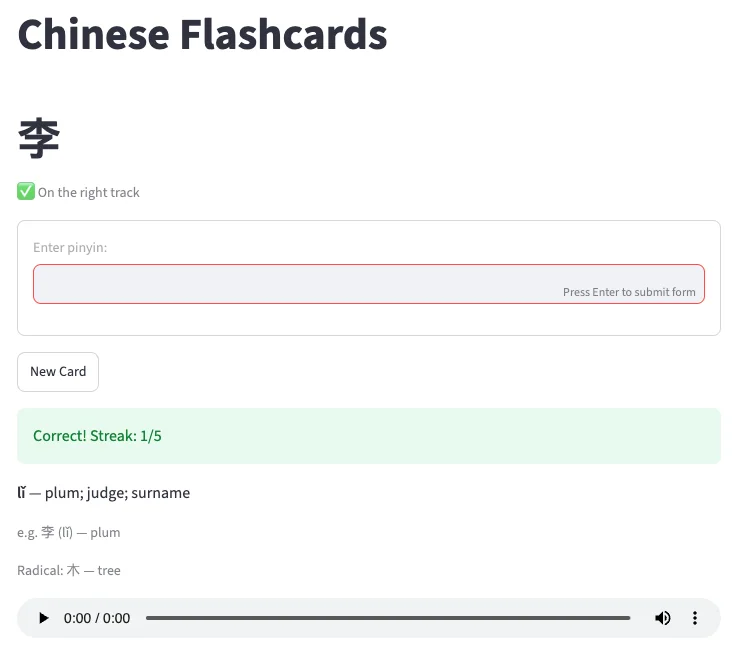 Chinese Flashcards
李
✅ On the right track
Enter pinyin:
Press Enter to submit form
New Card
Correct! Streak: 1/5
lǐ — plum; judge; surname
e.g. 李 (lǐ) — plum
Radical: 木 — tree
0:00 / 0:00